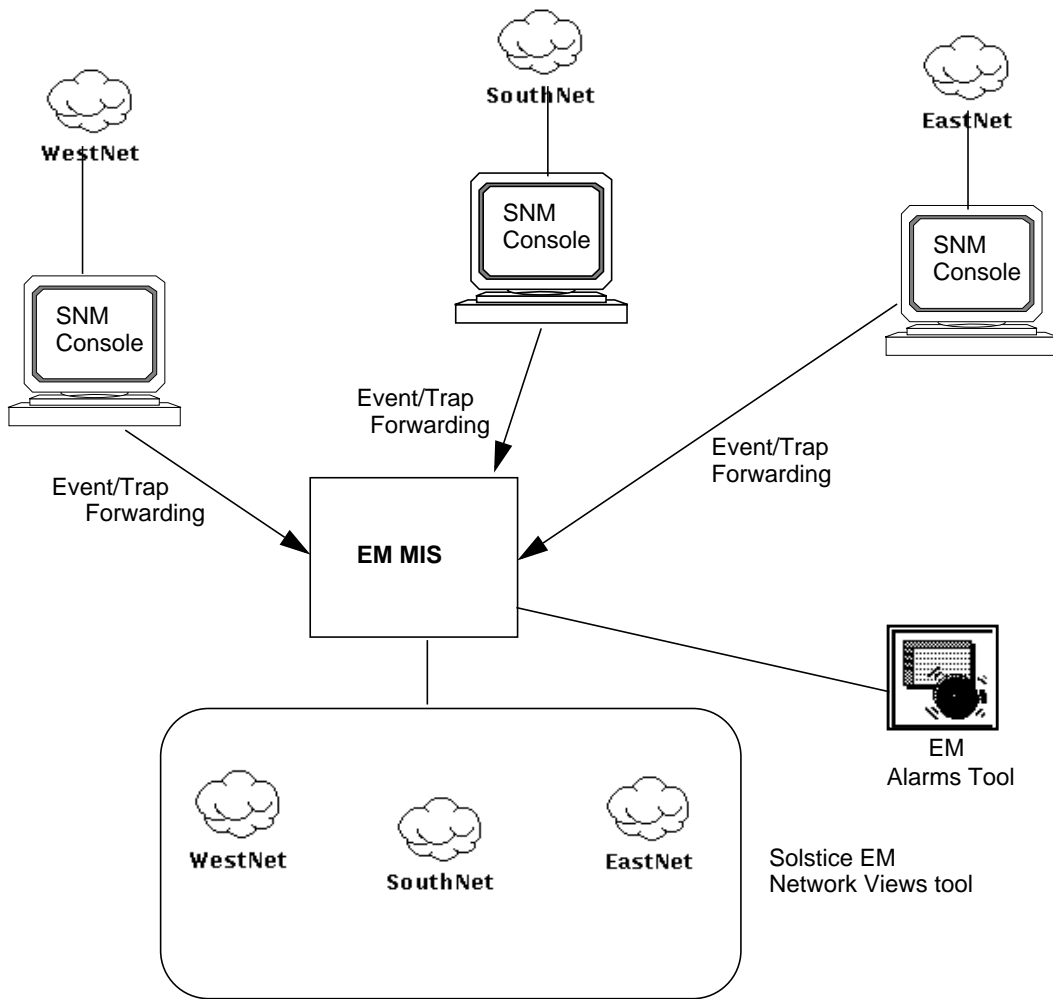 SouthNet
EastNet
WestNet
SNM
Console
SNM
Console
SNM
Console
Event/Trap
Forwarding
Event/Trap
Forwarding
Event/Trap
Forwarding
EM MIS
EM
Alarms Tool
WestNet
SouthNet
EastNet
Solstice EM
Network Views tool